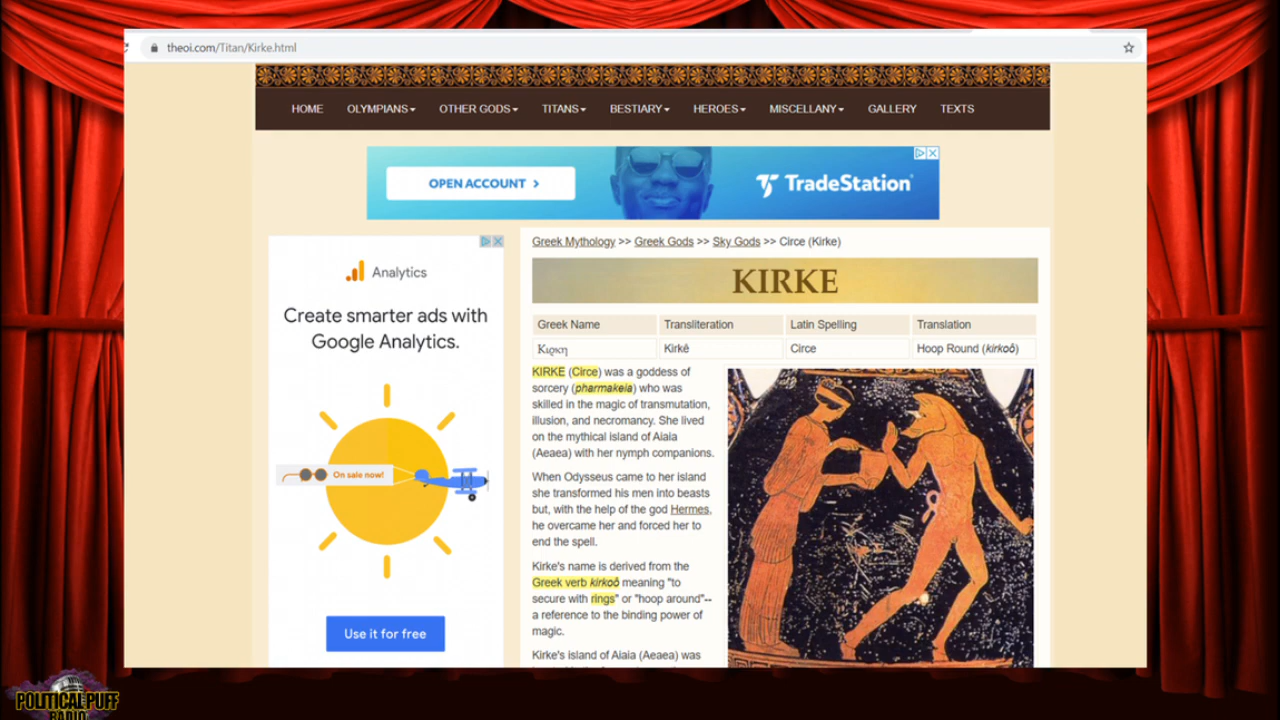 theoi.com/Titan/Kirke.html
HOME OLYMPIANS OTHER GODS TITANS BESTIARY HEROES MISCELLANY GALLERY TEXTS
OPEN ACCOUNT >
TradeStation
Analytics
Create smarter ads with
Google Analytics.
On sale now!
Use it for free
Greek Mythology >> Greek Gods >> Sky Gods >> Circe (Kirke)
KIRKE
Greek Name Transliteration Latin Spelling Translation
Κιρκη Kirkê Circe Hoop Round (kirkoô)
KIRKE (Circe) was a goddess of
sorcery (pharmakeia) who was
skilled in the magic of transmutation,
illusion, and necromancy. She lived
on the mythical island of Aiaia
(Aeaea) with her nymph companions.
When Odysseus came to her island
she transformed his men into beasts
but, with the help of the god Hermes,
he overcame her and forced her to
end the spell.
Kirke's name is derived from the
Greek verb kirkoô meaning "to
secure with rings" or "hoop around"--
a reference to the binding power of
magic.
Kirke's island of Aiaia (Aeaea) was
POLITICAL PUFF
RADIO